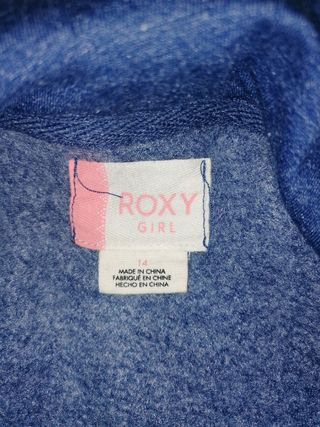 ROXY
GIRL
14
MADE IN CHINA
FABRIQUÉ EN CHINE
HECHO EN CHINA